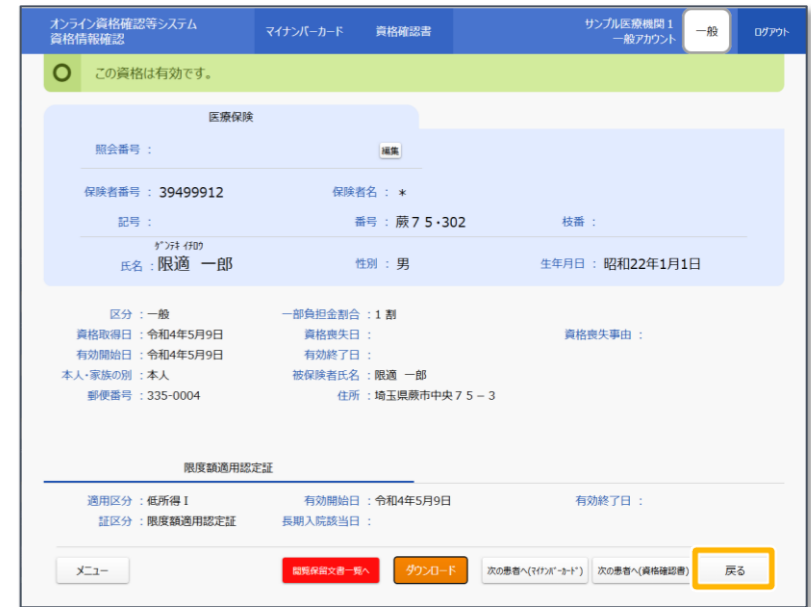 オンライン資格確認等システム
資格情報確認
マイナンバーカード 資格確認書
サンプル医療機関1
一般アカウント
一般
ログアウト
この資格は有効です。
医療保険
照会番号 : 編集
保険者番号 : 39499912 保険者名 : *
記号 : 番号 : 蕨75・302 枝番 :
ゲンテキ イチロウ
氏名 : 限適 一郎 性別 : 男 生年月日 : 昭和22年1月1日
区分 : 一般 一部負担金割合 : 1 割
資格取得日 : 令和4年5月9日 資格喪失日 : 資格喪失事由 :
有効開始日 : 令和4年5月9日 有効終了日 :
本人・家族の別 : 本人 被保険者氏名 : 限適 一郎
郵便番号 : 335-0004 住所 : 埼玉県蕨市中央75-3
限度額適用認定証
適用区分 : 低所得Ⅰ 有効開始日 : 令和4年5月9日 有効終了日 :
証区分 : 限度額適用認定証 長期入院該当日 :
メニュー 閲覧保留文書一覧へ ダウンロード 次の患者へ(マイナンバーカード) 次の患者へ(資格確認書) 戻る